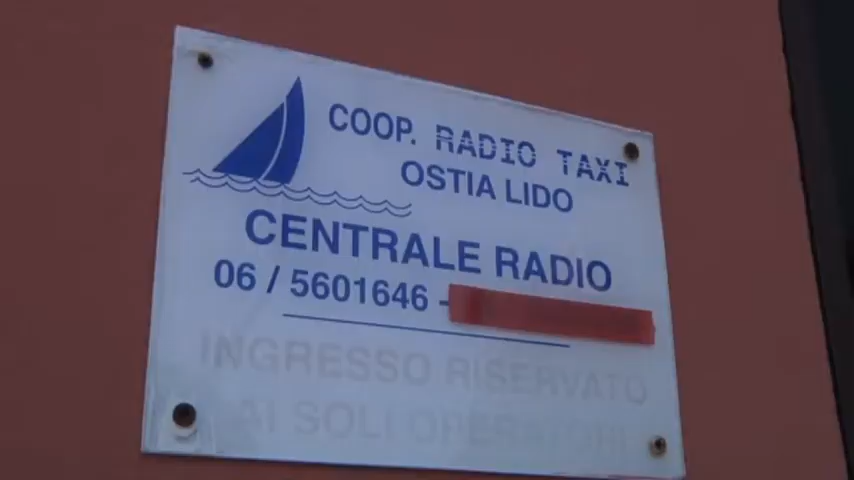 COOP. RADIO TAXI
OSTIA LIDO
CENTRALE RADIO
06 / 5601646 -
INGRESSO RISERVATO
AI SOLI OPERATORI